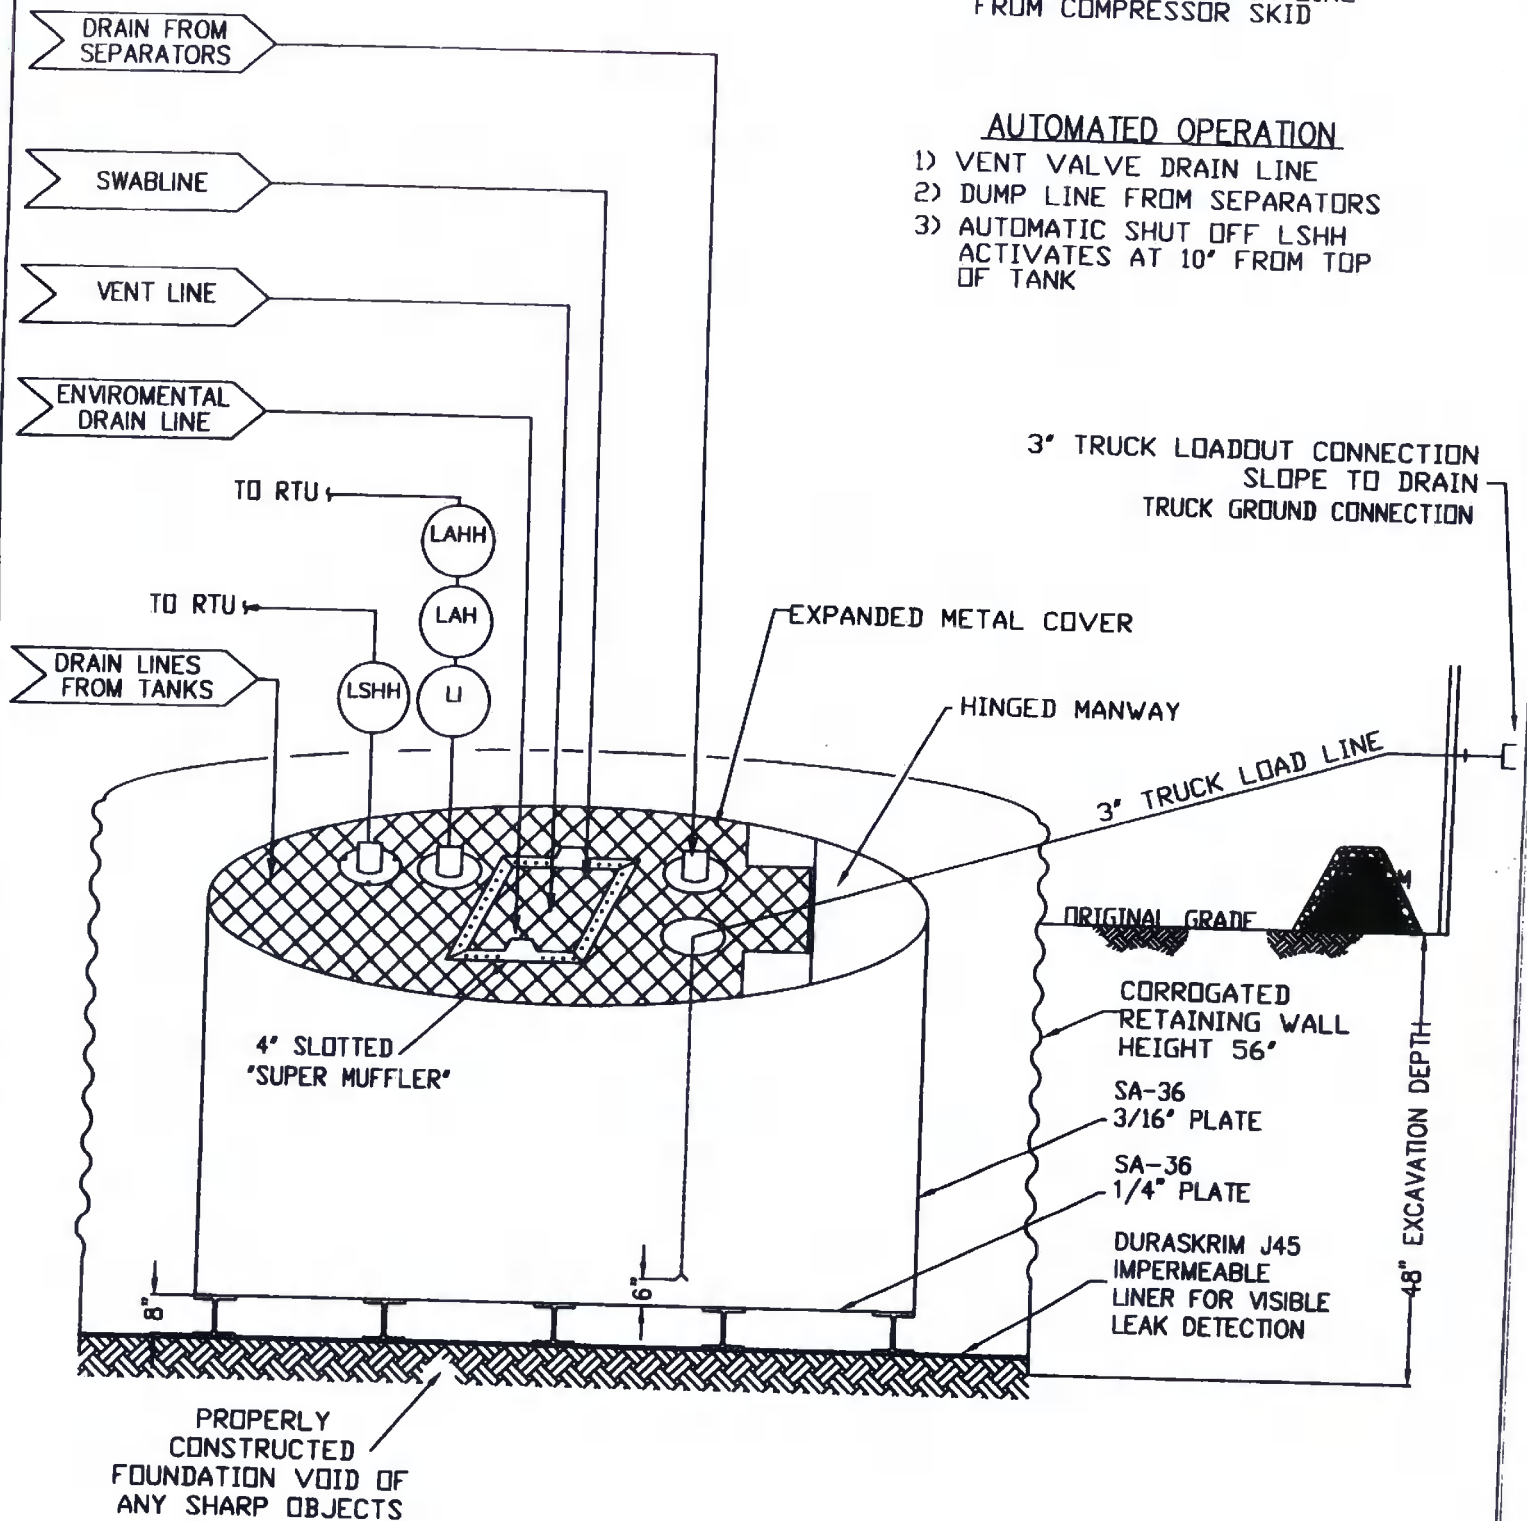 FROM COMPRESSOR SKID
DRAIN FROM
SEPARATORS
AUTOMATED OPERATION
1) VENT VALVE DRAIN LINE
2) DUMP LINE FROM SEPARATORS
3) AUTOMATIC SHUT OFF LSHH
ACTIVATES AT 10" FROM TOP
OF TANK
SWABLINE
VENT LINE
ENVIROMENTAL
DRAIN LINE
3" TRUCK LOADOUT CONNECTION
SLOPE TO DRAIN
TRUCK GROUND CONNECTION
TO RTU
LAHH
TO RTU
LAH
EXPANDED METAL COVER
DRAIN LINES
FROM TANKS
LSHH
LI
HINGED MANWAY
3" TRUCK LOAD LINE
ORIGINAL GRADE
CORROGATED
RETAINING WALL
HEIGHT 56"
4" SLOTTED
"SUPER MUFFLER"
SA-36
3/16" PLATE
SA-36
1/4" PLATE
48" EXCAVATION DEPTH
DURASKRIM J45
IMPERMEABLE
LINER FOR VISIBLE
LEAK DETECTION
8"
6"
PROPERLY
CONSTRUCTED
FOUNDATION VOID OF
ANY SHARP OBJECTS